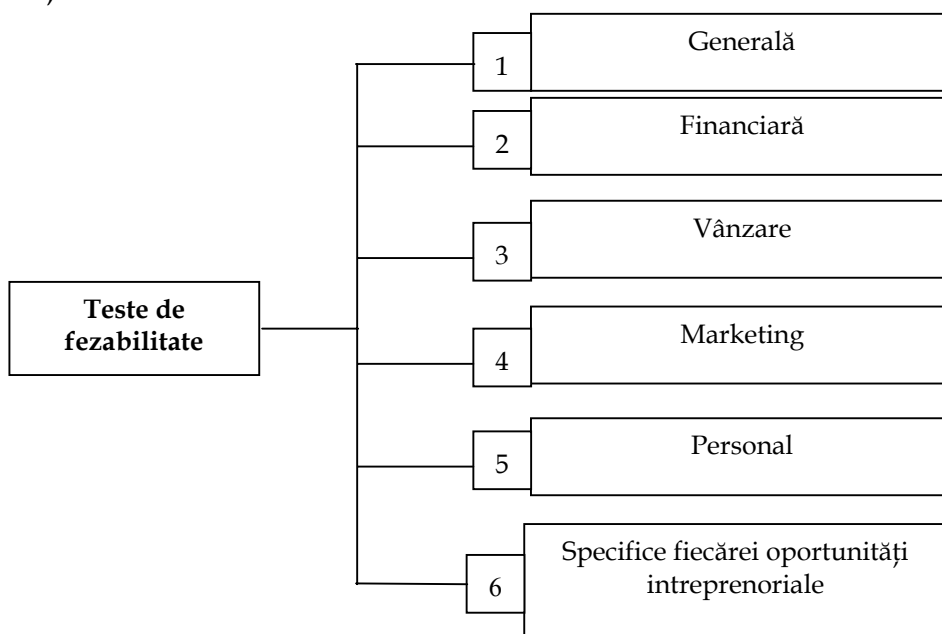 1
Generală
2
Financiară
3
Vânzare
Teste de
fezabilitate
4
Marketing
5
Personal
6
Specifice fiecărei oportunități
intreprenoriale